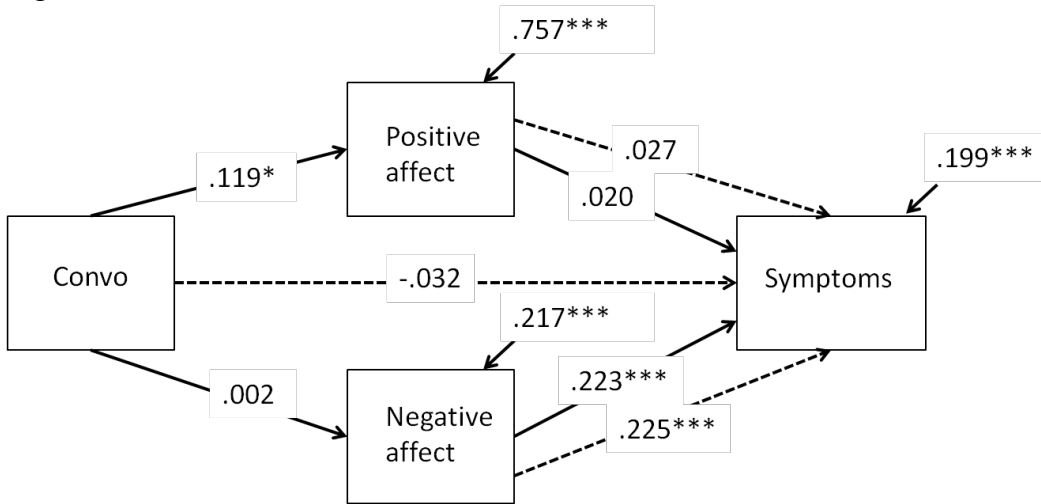 .757***
Positive
affect
.027
.199***
.119*
.020
Convo
-.032
Symptoms
.217***
.002
.223***
Negative
affect
.225***